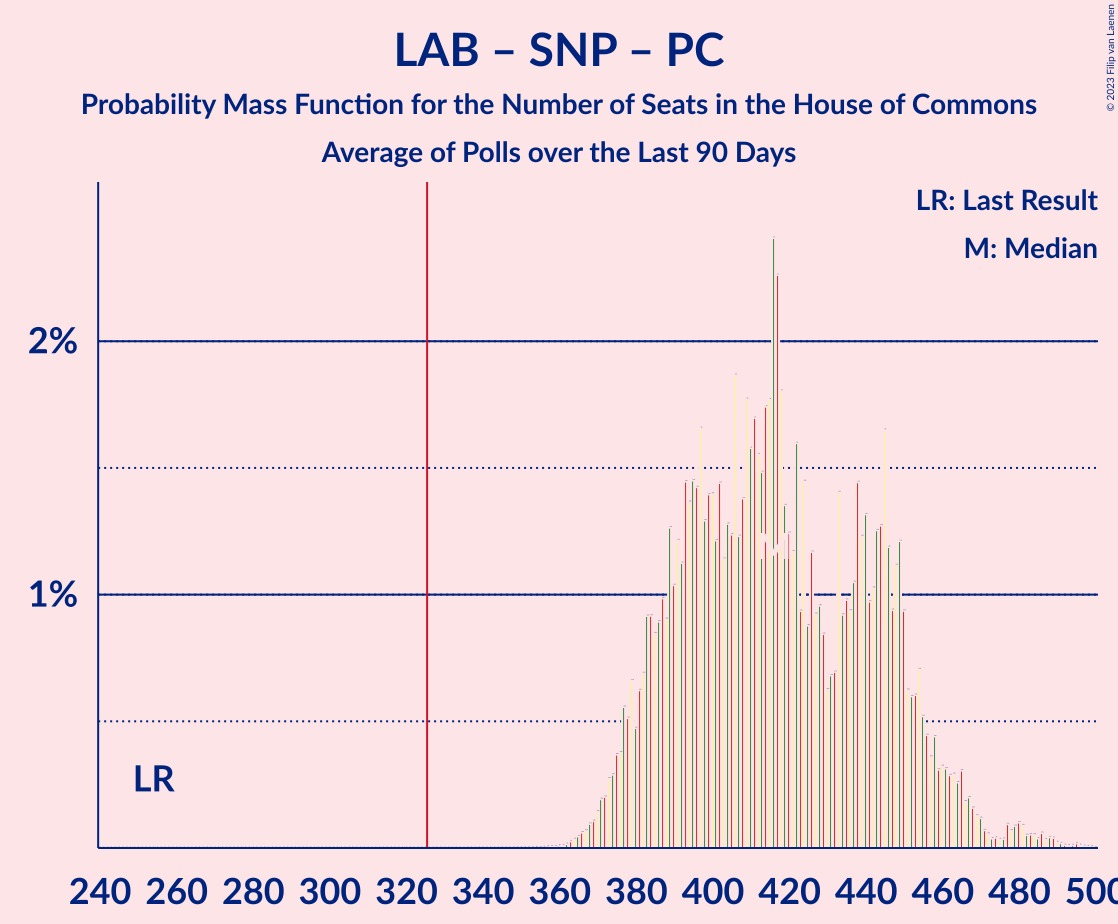 LAB – SNP – PC
Probability Mass Function for the Number of Seats in the House of Commons
Average of Polls over the Last 90 Days
© 2023 Filip van Laenen
LR: Last Result
M: Median
2%
1%
LR
240 260 280 300 320 340 360 380 400 420 440 460 480 500